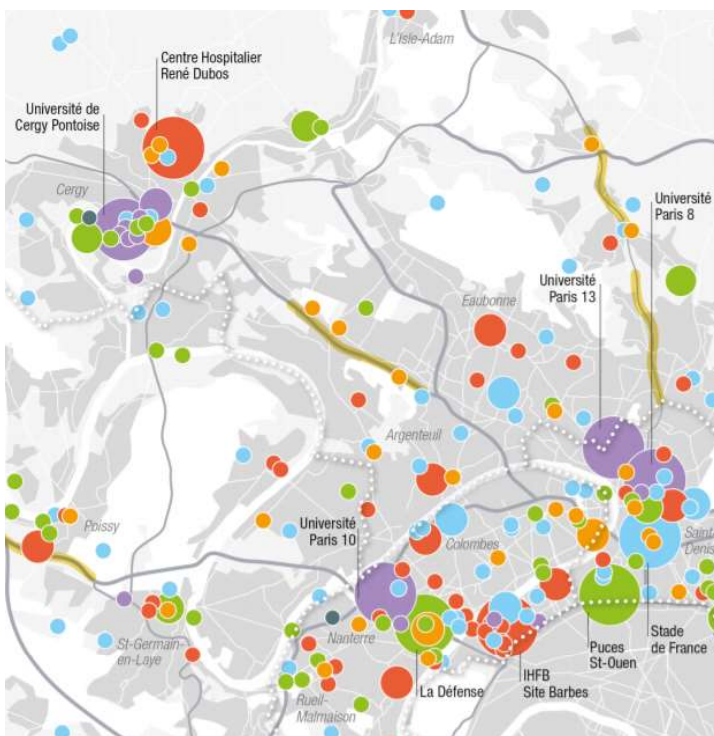 L'Isle-Adam
Centre Hospitalier
René Dubos
Université de
Cergy Pontoise
Cergy
Université
Paris 8
Université
Paris 13
Eaubonne
Argenteuil
Poissy
Université
Paris 10
Colombes
Saint
Denis
St-Germain-
en-Laye
Nanterre
Puces
St-Ouen
Stade
de France
La Défense
IHFB
Site Barbes
Rueil-
Malmaison